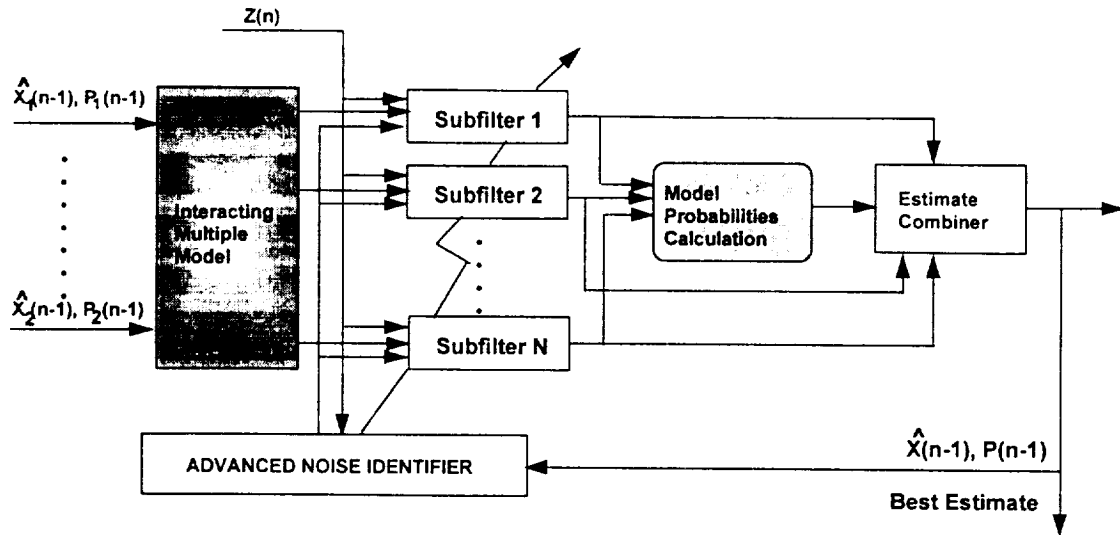 Z(n)
X̂₁(n-1), P₁(n-1)
Subfilter 1
Subfilter 2
Interacting
Multiple
Model
Model
Probabilities
Calculation
Estimate
Combiner
X̂₂(n-1), P₂(n-1)
Subfilter N
ADVANCED NOISE IDENTIFIER
X̂(n-1), P(n-1)
Best Estimate